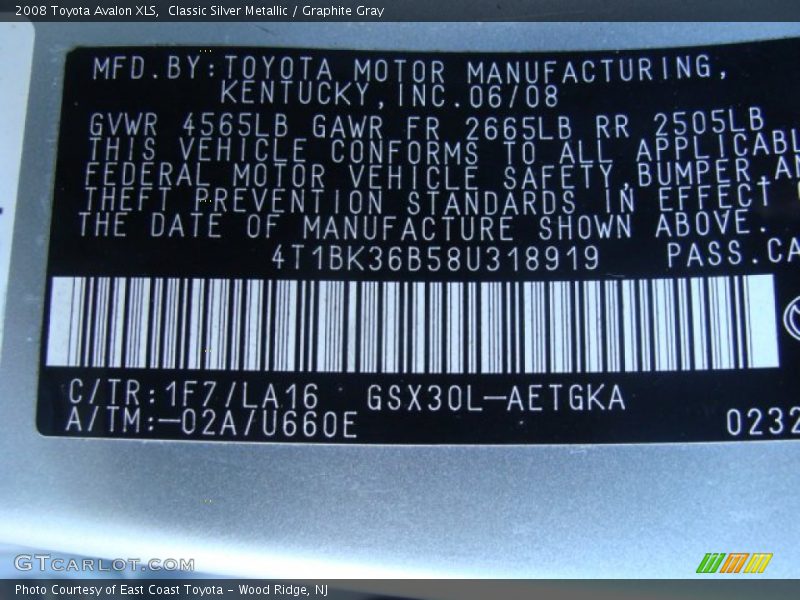 2008 Toyota Avalon XLS,  Classic Silver Metallic / Graphite Gray
MFD.BY:TOYOTA MOTOR MANUFACTURING,
KENTUCKY,INC.06/08
GVWR 4565LB GAWR FR 2665LB RR 2505LB
THIS VEHICLE CONFORMS TO ALL APPLICABL
FEDERAL MOTOR VEHICLE SAFETY,BUMPER,AN
THEFT PREVENTION STANDARDS IN EFFECT
THE DATE OF MANUFACTURE SHOWN ABOVE.
4T1BK36B58U318919 PASS.CA
C/TR:1F7/LA16 GSX30L-AETGKA
A/TM:-02A/U660E 0232
GTCARLOT.COM
Photo Courtesy of East Coast Toyota - Wood Ridge, NJ